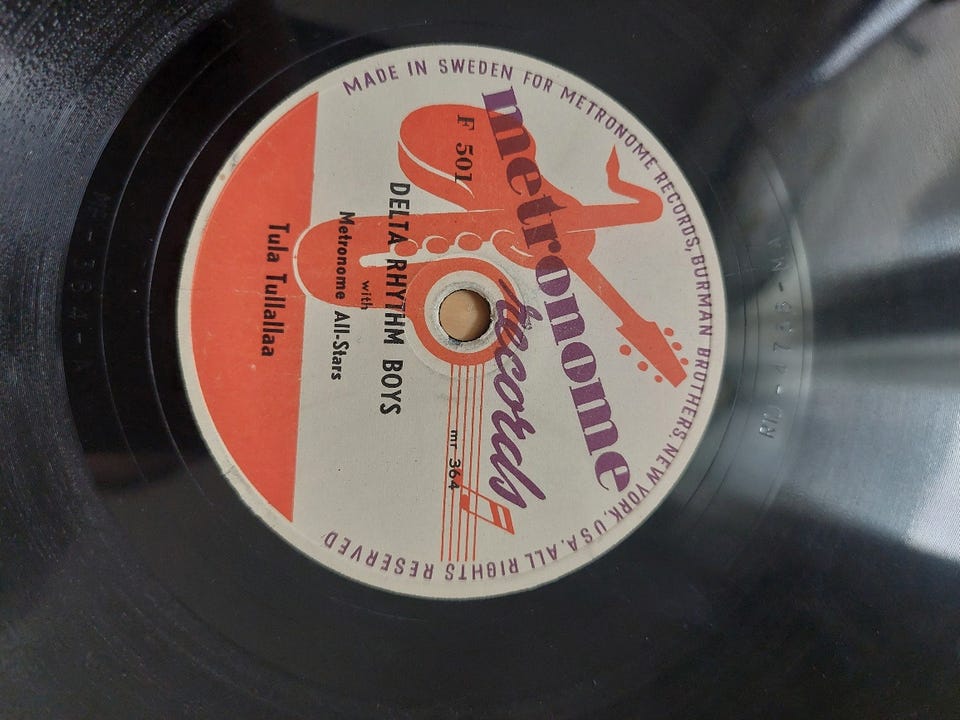 MADE IN SWEDEN FOR METRONOME RECORDS, BURMAN BROTHERS. NEW YORK, U.S.A. ALL RIGHTS RESERVED
metronome
records
F 501
mr 364
DELTA RHYTHM BOYS
with
Metronome All-Stars
Tula Tullallaa